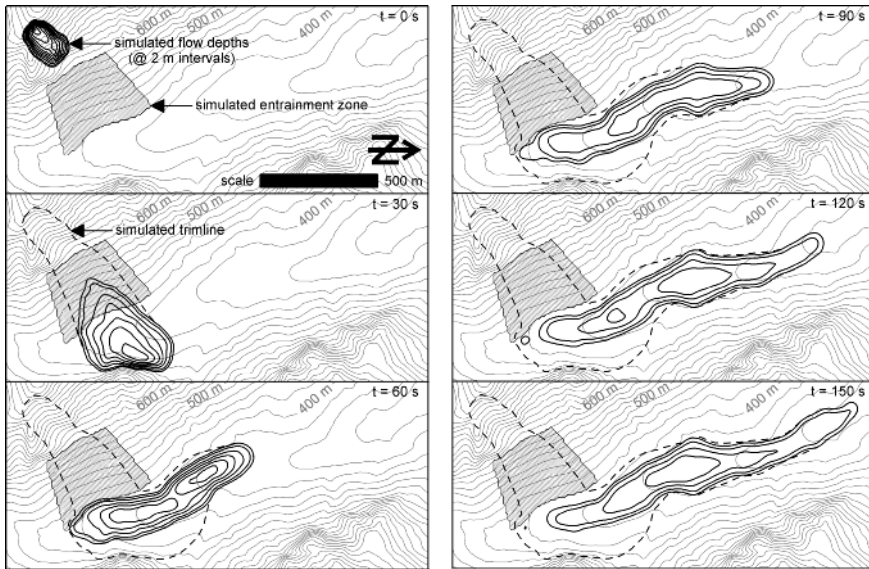 t = 0 s
600 m
500 m
400 m
simulated flow depths
(@ 2 m intervals)
simulated entrainment zone
N
scale
500 m
t = 30 s
600 m
500 m
400 m
simulated trimline
t = 60 s
600 m
500 m
400 m
t = 90 s
600 m
500 m
400 m
t = 120 s
600 m
500 m
400 m
t = 150 s
600 m
500 m
400 m